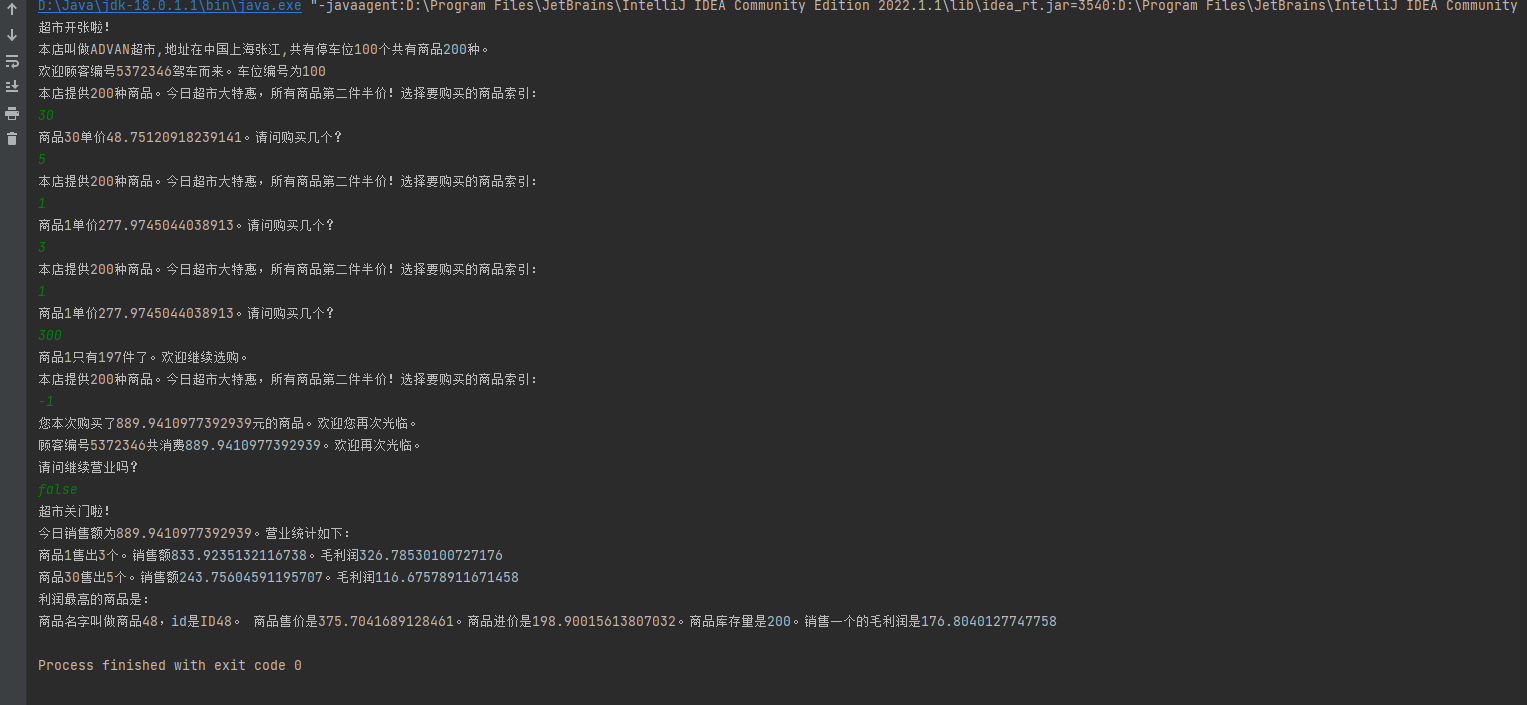 D:\Java\jdk-18.0.1.1\bin\java.exe "-javaagent:D:\Program Files\JetBrains\IntelliJ IDEA Community Edition 2022.1.1\lib\idea_rt.jar=3540:D:\Program Files\JetBrains\IntelliJ IDEA Community
超市开张啦!
本店叫做ADVAN超市,地址在中国上海张江,共有停车位100个共有商品200种。
欢迎顾客编号5372346驾车而来。车位编号为100
本店提供200种商品。今日超市大特惠，所有商品第二件半价！选择要购买的商品索引：
30
商品30单价48.75120918239141。请问购买几个？
5
本店提供200种商品。今日超市大特惠，所有商品第二件半价！选择要购买的商品索引：
1
商品1单价277.9745044038913。请问购买几个？
3
本店提供200种商品。今日超市大特惠，所有商品第二件半价！选择要购买的商品索引：
1
商品1单价277.9745044038913。请问购买几个？
300
商品1只有197件了。欢迎继续选购。
本店提供200种商品。今日超市大特惠，所有商品第二件半价！选择要购买的商品索引：
-1
您本次购买了889.9410977392939元的商品。欢迎您再次光临。
顾客编号5372346共消费889.9410977392939。欢迎再次光临。
请问继续营业吗？
false
超市关门啦！
今日销售额为889.9410977392939。营业统计如下：
商品1售出3个。销售额833.9235132116738。毛利润326.78530100727176
商品30售出5个。销售额243.75604591195707。毛利润116.67578911671458
利润最高的商品是：
商品名字叫做商品48，id是ID48。 商品售价是375.7041689128461。商品进价是198.90015613807032。商品库存量是200。销售一个的毛利润是176.8040127747758
Process finished with exit code 0